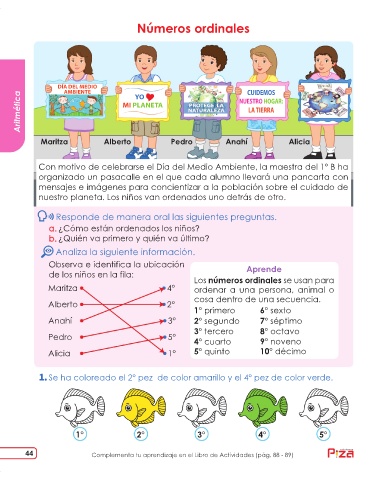 Números ordinales
Aritmética
DÍA DEL MEDIO
AMBIENTE
YO
MI PLANETA
PROTEGE LA
NATURALEZA
CUIDEMOS
NUESTRO HOGAR:
LA TIERRA
Maritza Alberto Pedro Anahí Alicia
Con motivo de celebrarse el Día del Medio Ambiente, la maestra del 1° B ha
organizado un pasacalle en el que cada alumno llevará una pancarta con
mensajes e imágenes para concientizar a la población sobre el cuidado de
nuestro planeta. Los niños van ordenados uno detrás de otro.
Responde de manera oral las siguientes preguntas.
a. ¿Cómo están ordenados los niños?
b. ¿Quién va primero y quién va último?
Analiza la siguiente información.
Observa e identifica la ubicación
de los niños en la fila:
Maritza 4°
Alberto 2°
Anahí 3°
Pedro 5°
Alicia 1°
Aprende
Los números ordinales se usan para
ordenar a una persona, animal o
cosa dentro de una secuencia.
1° primero 6° sexto
2° segundo 7° séptimo
3° tercero 8° octavo
4° cuarto 9° noveno
5° quinto 10° décimo
1. Se ha coloreado el 2° pez de color amarillo y el 4° pez de color verde.
1° 2° 3° 4° 5°
44
Complementa tu aprendizaje en el Libro de Actividades (pág. 88 - 89)